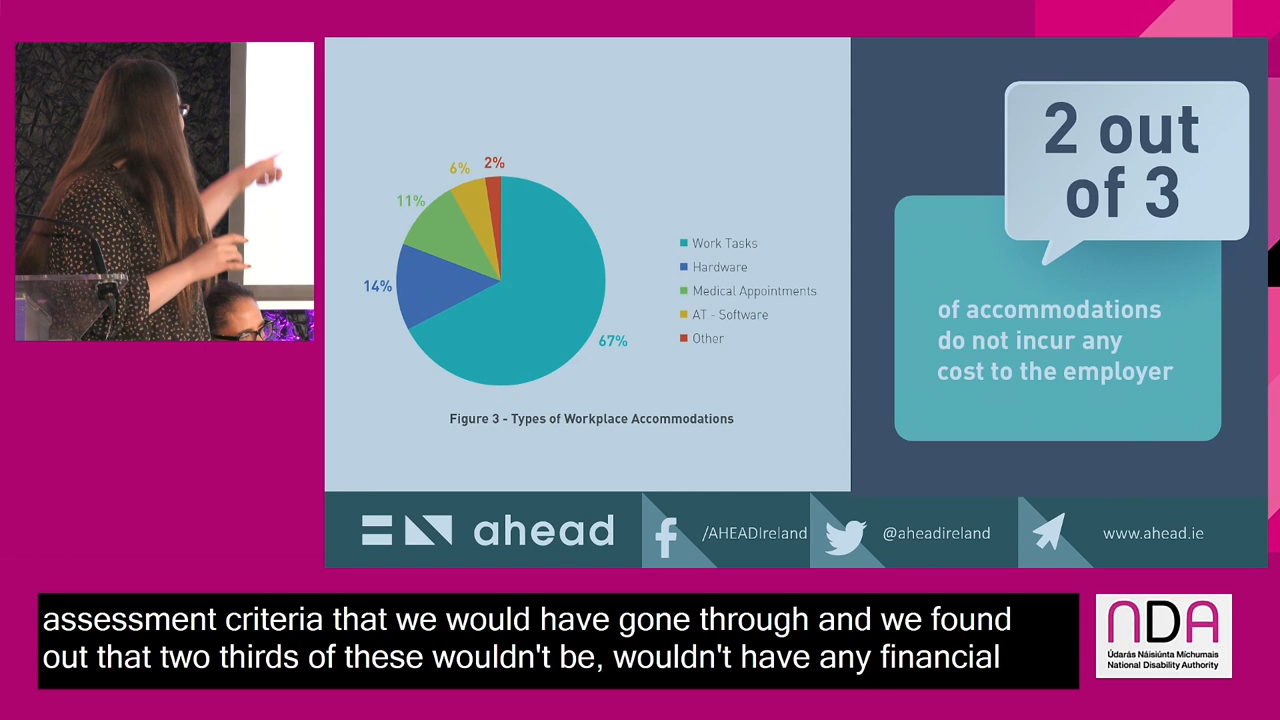 2%
6%
11%
14%
67%
Work Tasks
Hardware
Medical Appointments
AT - Software
Other
Figure 3 - Types of Workplace Accommodations
2 out
of 3
of accommodations
do not incur any
cost to the employer
ahead
/AHEADIreland
@aheadireland
www.ahead.ie
assessment criteria that we would have gone through and we found
out that two thirds of these wouldn't be, wouldn't have any financial
NDA
Údarás Náisiúnta Míchumais
National Disability Authority